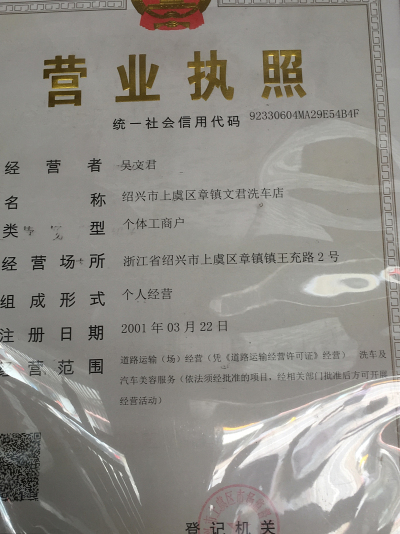 营业执照
统一社会信用代码 92330604MA29E54B4F
经营者 吴文君
名称 绍兴市上虞区章镇文君洗车店
类型 个体工商户
经营场所 浙江省绍兴市上虞区章镇镇王充路2号
组成形式 个人经营
注册日期 2001年03月22日
营范围 道路运输（场）经营（凭《道路运输经营许可证》经营） 洗车及
汽车美容服务（依法须经批准的项目，经相关部门批准后方可开展
经营活动）
登记机关